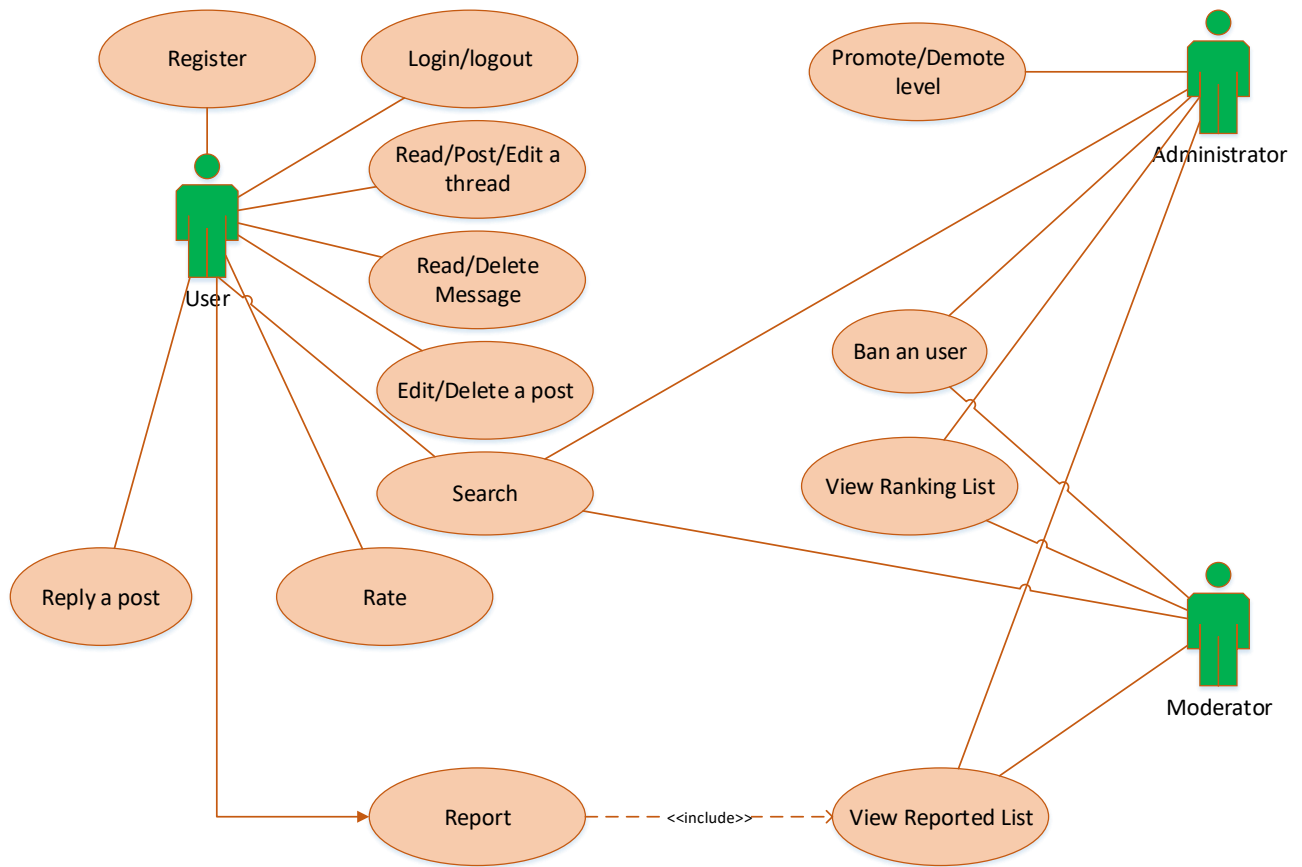 Register
Login/logout
Promote/Demote
level
Read/Post/Edit a
thread
Administrator
Read/Delete
Message
User
Ban an user
Edit/Delete a post
Search
View Ranking List
Reply a post
Rate
Moderator
Report
<<include>>
View Reported List